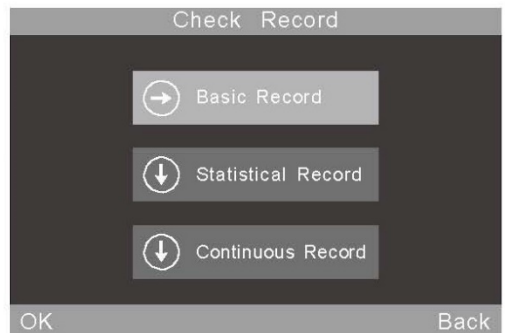 Check Record
Basic Record
Statistical Record
Continuous Record
OK
Back